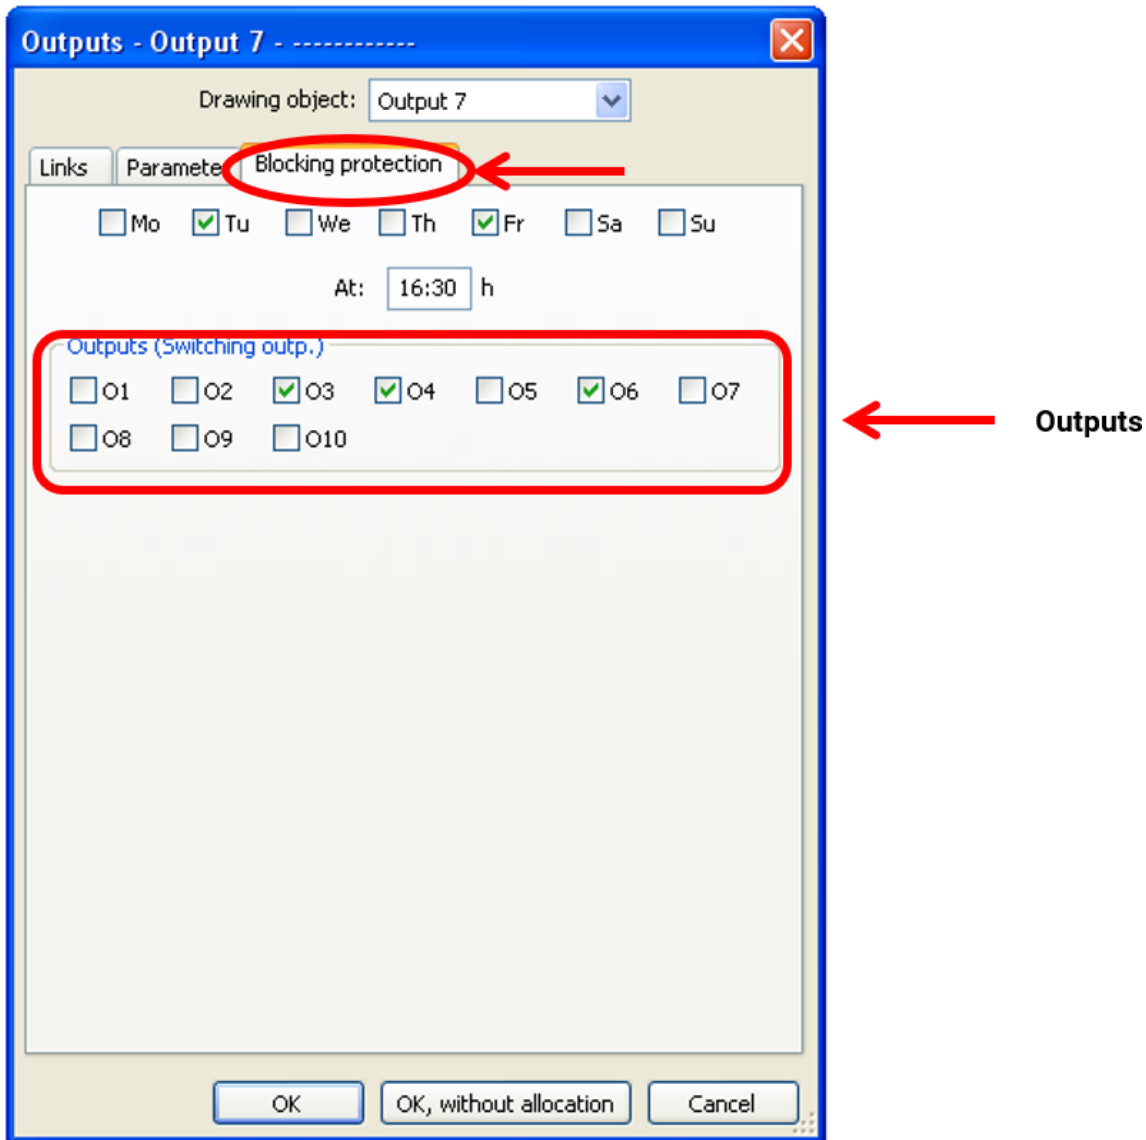 Outputs - Output 7 - ------------
Drawing object: Output 7
Links Paramete Blocking protection
Mo Tu We Th Fr Sa Su
At: 16:30 h
Outputs (Switching outp.)
O1 O2 O3 O4 O5 O6 O7
O8 O9 O10
Outputs
OK OK, without allocation Cancel